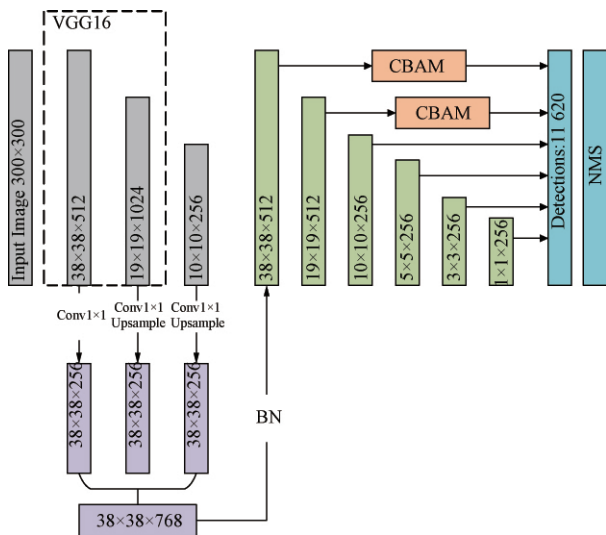 VGG16
Input Image 300×300
38×38×512
19×19×1024
10×10×256
Conv1×1
Conv1×1
Upsample
Conv1×1
Upsample
38×38×256
38×38×256
38×38×256
38×38×768
BN
38×38×512
19×19×512
10×10×256
5×5×256
3×3×256
1×1×256
CBAM
CBAM
Detections:11 620
NMS